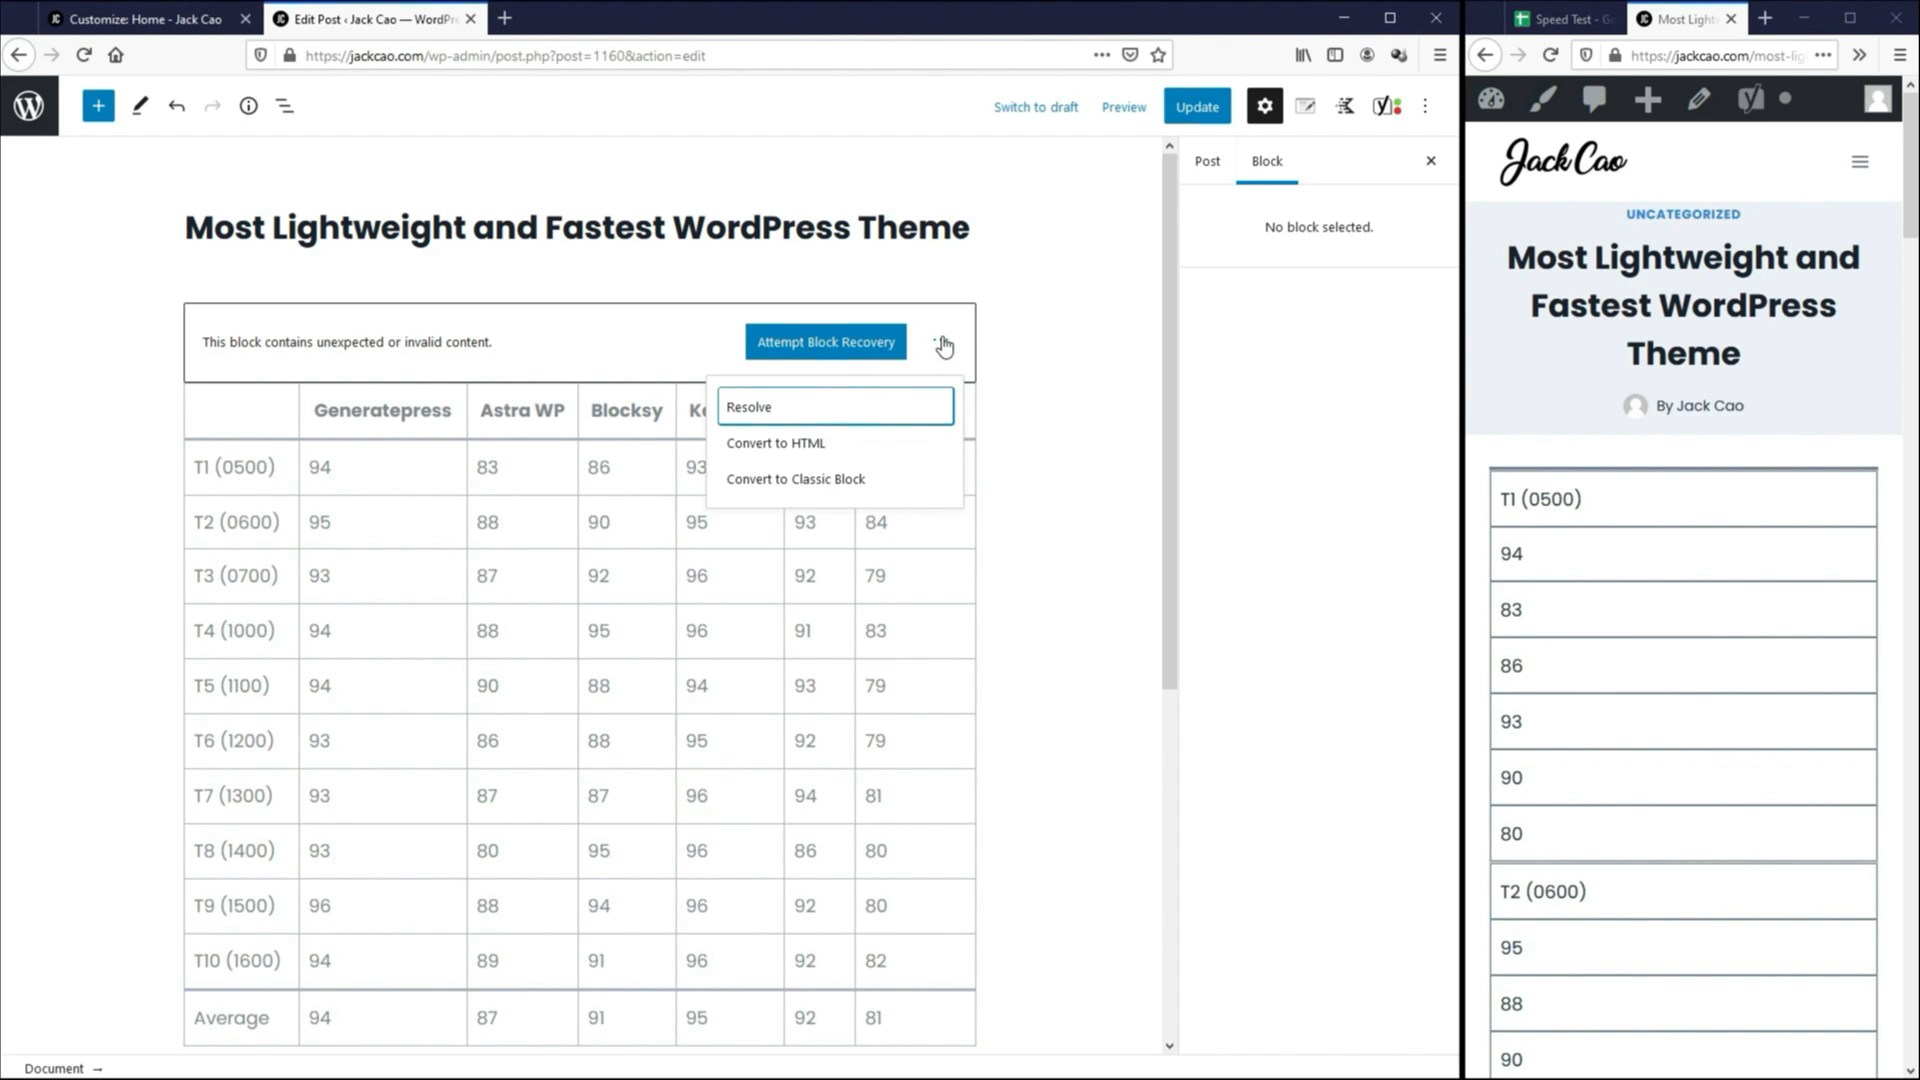 Customize: Home - Jack Cao
Edit Post ‹ Jack Cao — WordPr
https://jackcao.com/wp-admin/post.php?post=1160&action=edit
Switch to draft
Preview
Update
Post
Block
No block selected.
Most Lightweight and Fastest WordPress Theme
This block contains unexpected or invalid content.
Attempt Block Recovery
Resolve
Convert to HTML
Convert to Classic Block
Generatepress Astra WP Blocksy
T1 (0500) 94 83 86 93
T2 (0600) 95 88 90 95 93 84
T3 (0700) 93 87 92 96 92 79
T4 (1000) 94 88 95 96 91 83
T5 (1100) 94 90 88 94 93 79
T6 (1200) 93 86 88 95 92 79
T7 (1300) 93 87 87 96 94 81
T8 (1400) 93 80 95 96 86 80
T9 (1500) 96 88 94 96 92 80
T10 (1600) 94 89 91 96 92 82
Average 94 87 91 95 92 81
Document →
Speed Test - G
Most Light
https://jackcao.com/most-lig
Jack Cao
UNCATEGORIZED
Most Lightweight and
Fastest WordPress
Theme
By Jack Cao
T1 (0500)
94
83
86
93
90
80
T2 (0600)
95
88
90